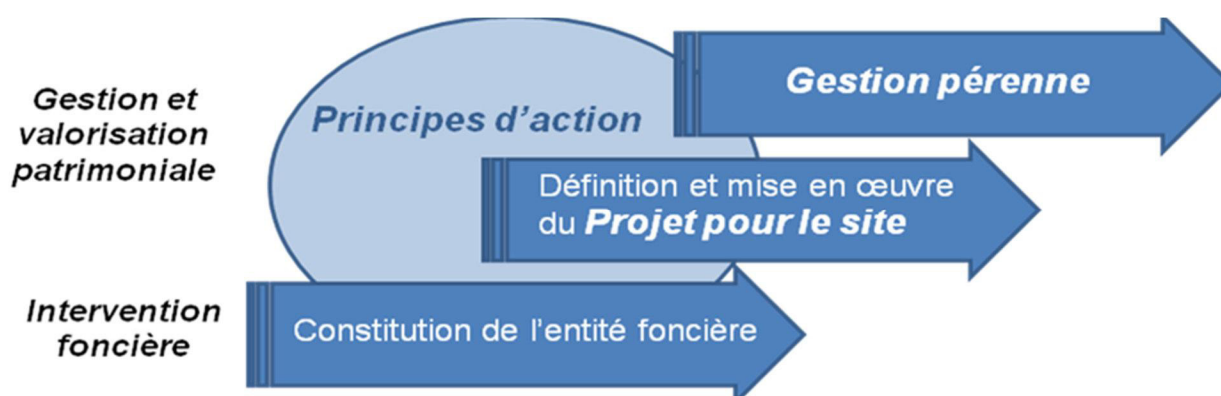 Gestion pérenne
Gestion et
valorisation
patrimoniale
Principes d’action
Définition et mise en œuvre
du Projet pour le site
Intervention
foncière
Constitution de l’entité foncière